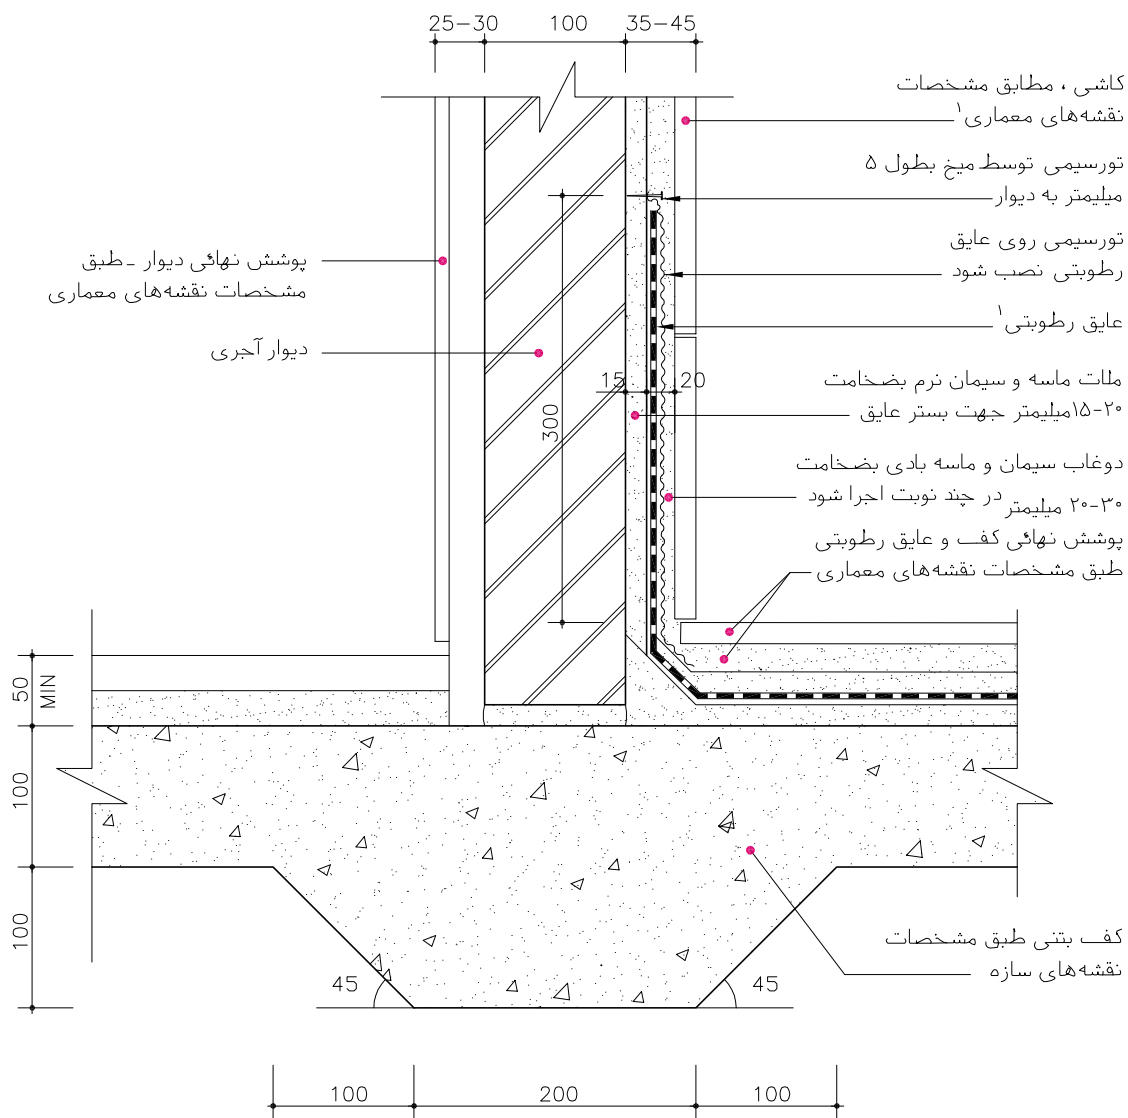 25-30
100
35-45
کاشی ، مطابق مشخصات
نقشه‌های معماری۱
تورسیمی توسط میخ بطول ۵
میلیمتر به دیوار
تورسیمی روی عایق
رطوبتی نصب شود
عایق رطوبتی۱
پوشش نهائی دیوار - طبق
مشخصات نقشه‌های معماری
دیوار آجری
15
20
300
ملات ماسه و سیمان نرم بضخامت
۱۵-۲۰میلیمتر جهت بستر عایق
دوغاب سیمان و ماسه بادی بضخامت
۲۰-۳۰ میلیمتر در چند نوبت اجرا شود
پوشش نهائی کف و عایق رطوبتی
طبق مشخصات نقشه‌های معماری
50
MIN
100
100
کف بتنی طبق مشخصات
نقشه‌های سازه
45
45
100
200
100